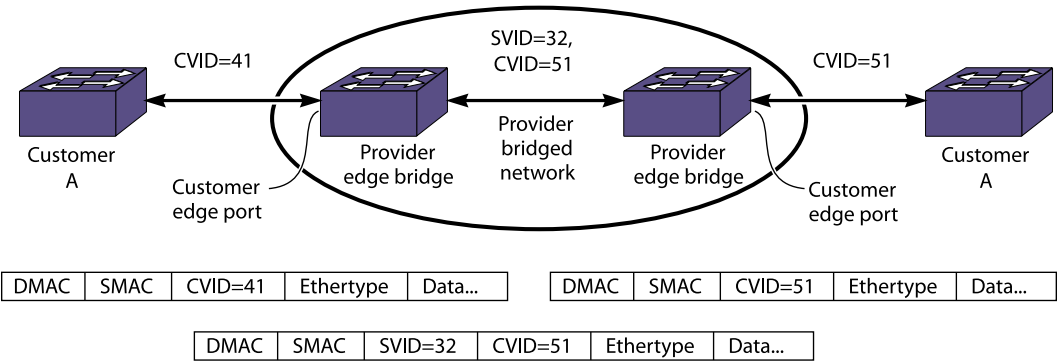 SVID=32,
CVID=51
CVID=41
CVID=51
Customer
A
Provider
edge bridge
Provider
bridged
network
Provider
edge bridge
Customer
A
Customer
edge port
Customer
edge port
DMAC SMAC CVID=41 Ethertype Data...
DMAC SMAC CVID=51 Ethertype Data...
DMAC SMAC SVID=32 CVID=51 Ethertype Data...